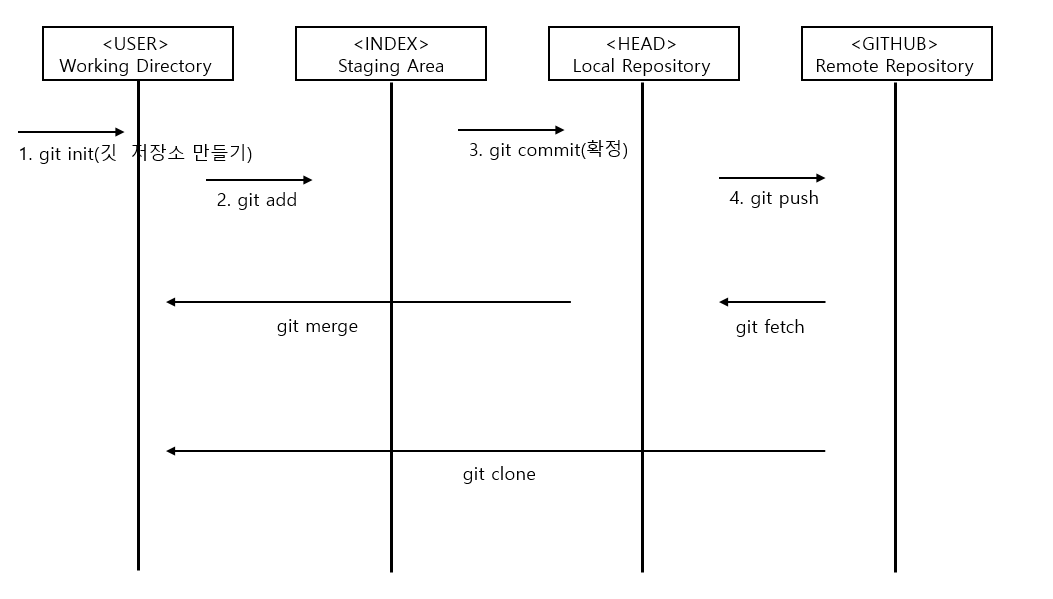 <USER>
Working Directory
<INDEX>
Staging Area
<HEAD>
Local Repository
<GITHUB>
Remote Repository
1. git init(깃 저장소 만들기)
3. git commit(확정)
2. git add
4. git push
git merge
git fetch
git clone